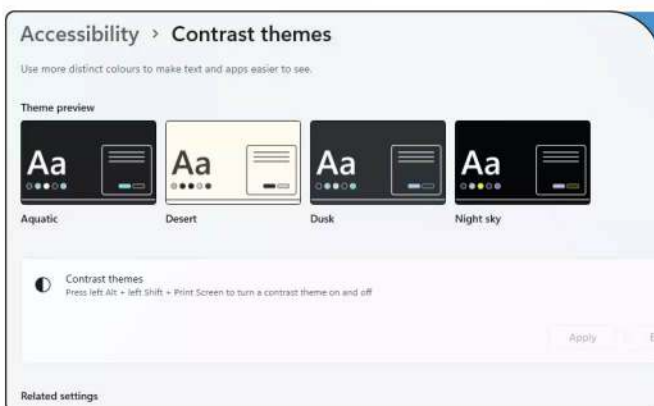 Accessibility > Contrast themes
Use more distinct colours to make text and apps easier to see.
Theme preview
Aa Aa Aa Aa
Aquatic Desert Dusk Night sky
Contrast themes
Press left Alt + left Shift + Print Screen to turn a contrast theme on and off
Apply
Related settings